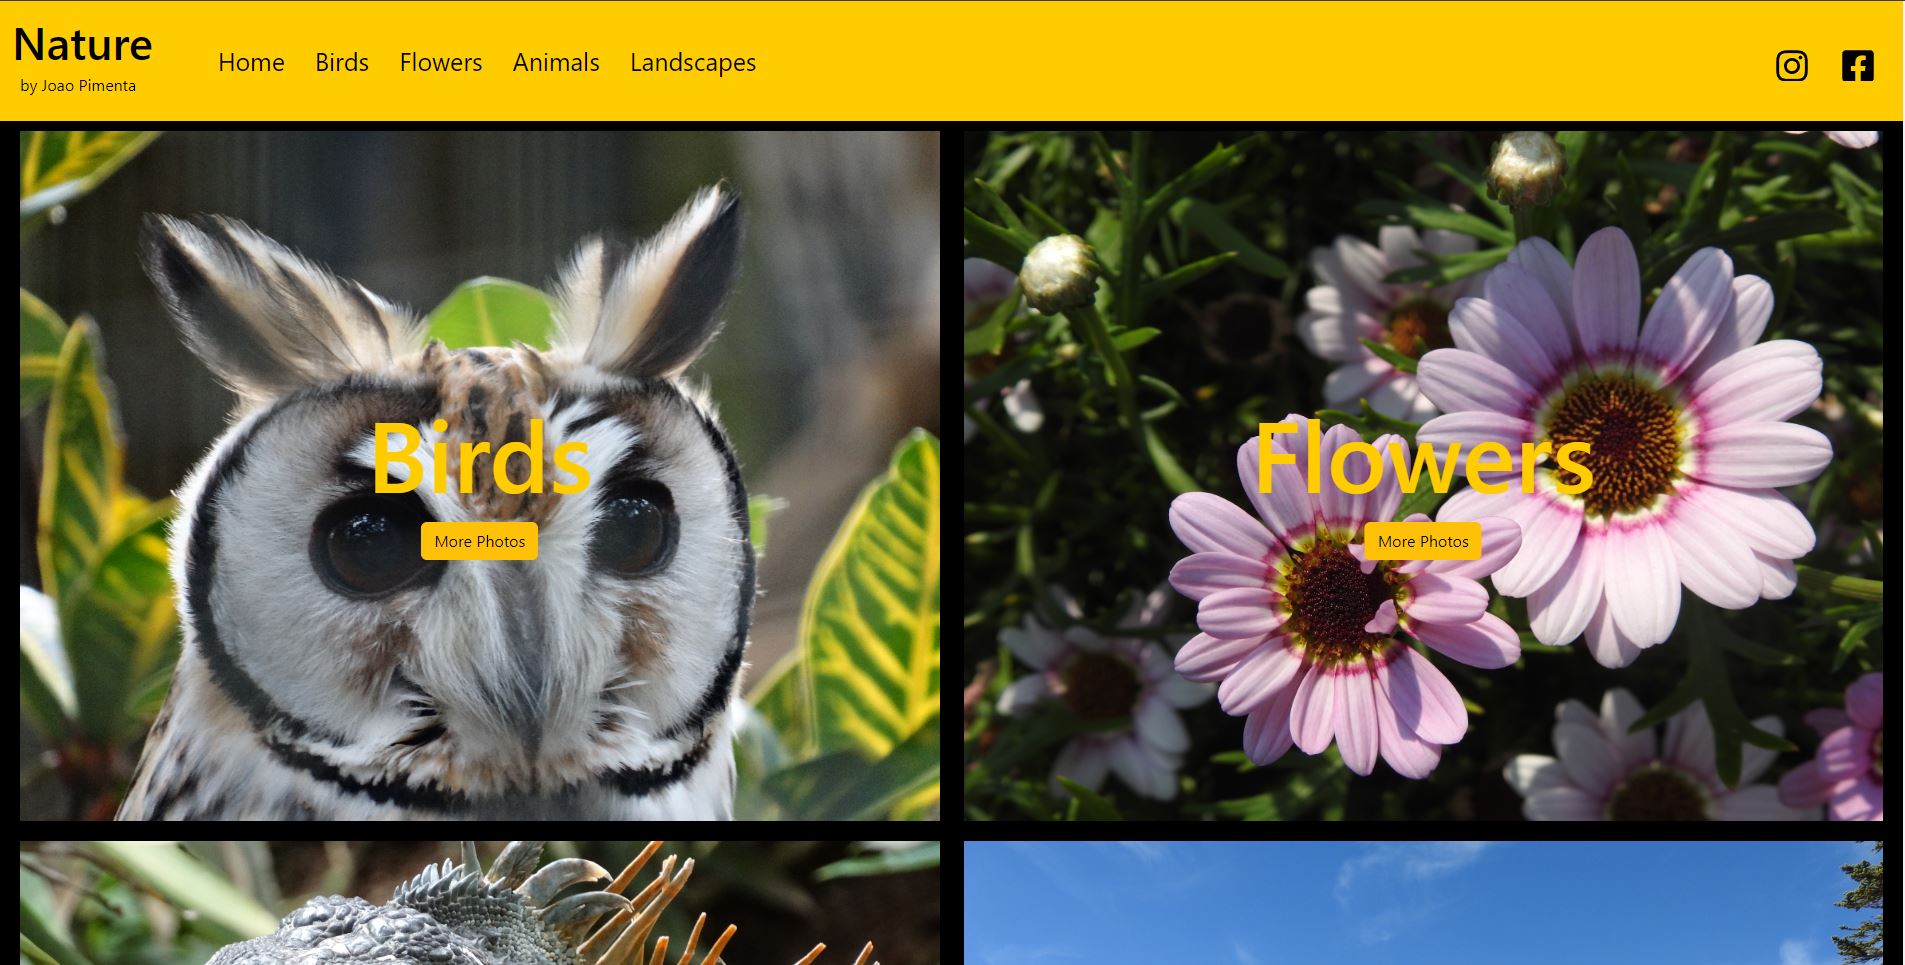 Nature
by Joao Pimenta
Home Birds Flowers Animals Landscapes
Birds
More Photos
Flowers
More Photos